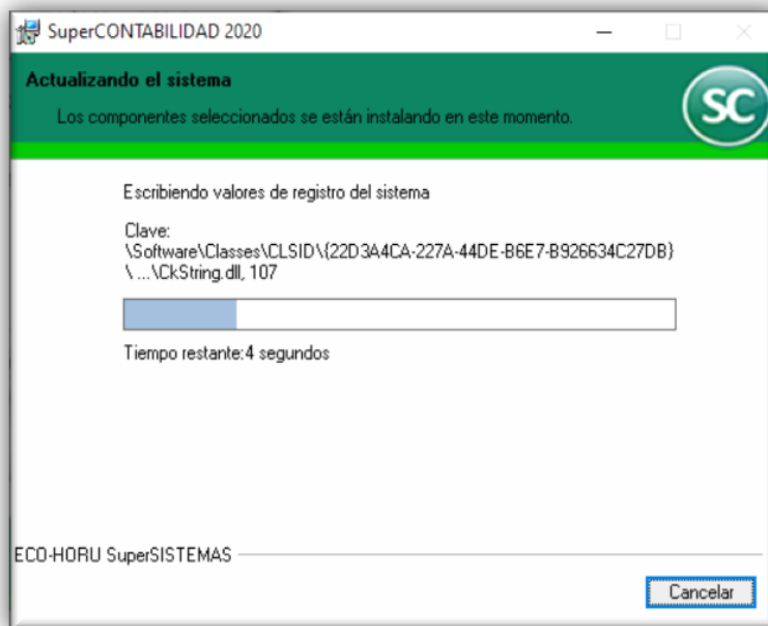 SuperCONTABILIDAD 2020
Actualizando el sistema
Los componentes seleccionados se están instalando en este momento.
SC
Escribiendo valores de registro del sistema
Clave:
\Software\Classes\CLSID\{22D3A4CA-227A-44DE-B6E7-B926634C27DB}
\ ...\CkString.dll, 107
Tiempo restante:4 segundos
ECO-HORU SuperSISTEMAS
Cancelar